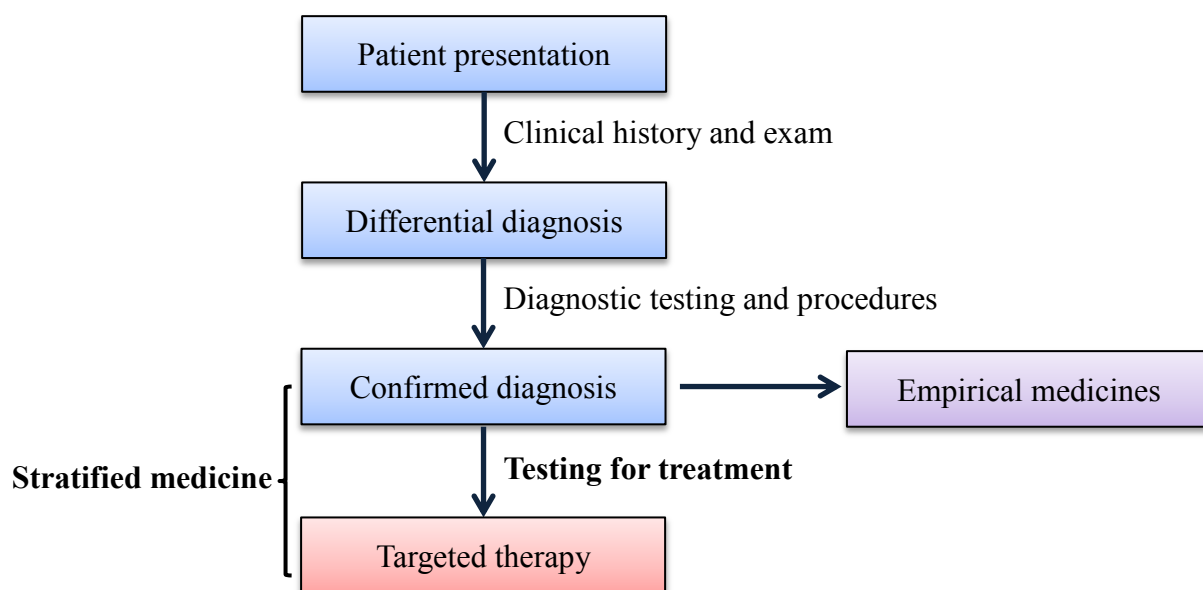 Patient presentation
Clinical history and exam
Differential diagnosis
Diagnostic testing and procedures
Confirmed diagnosis
Empirical medicines
Stratified medicine
Testing for treatment
Targeted therapy